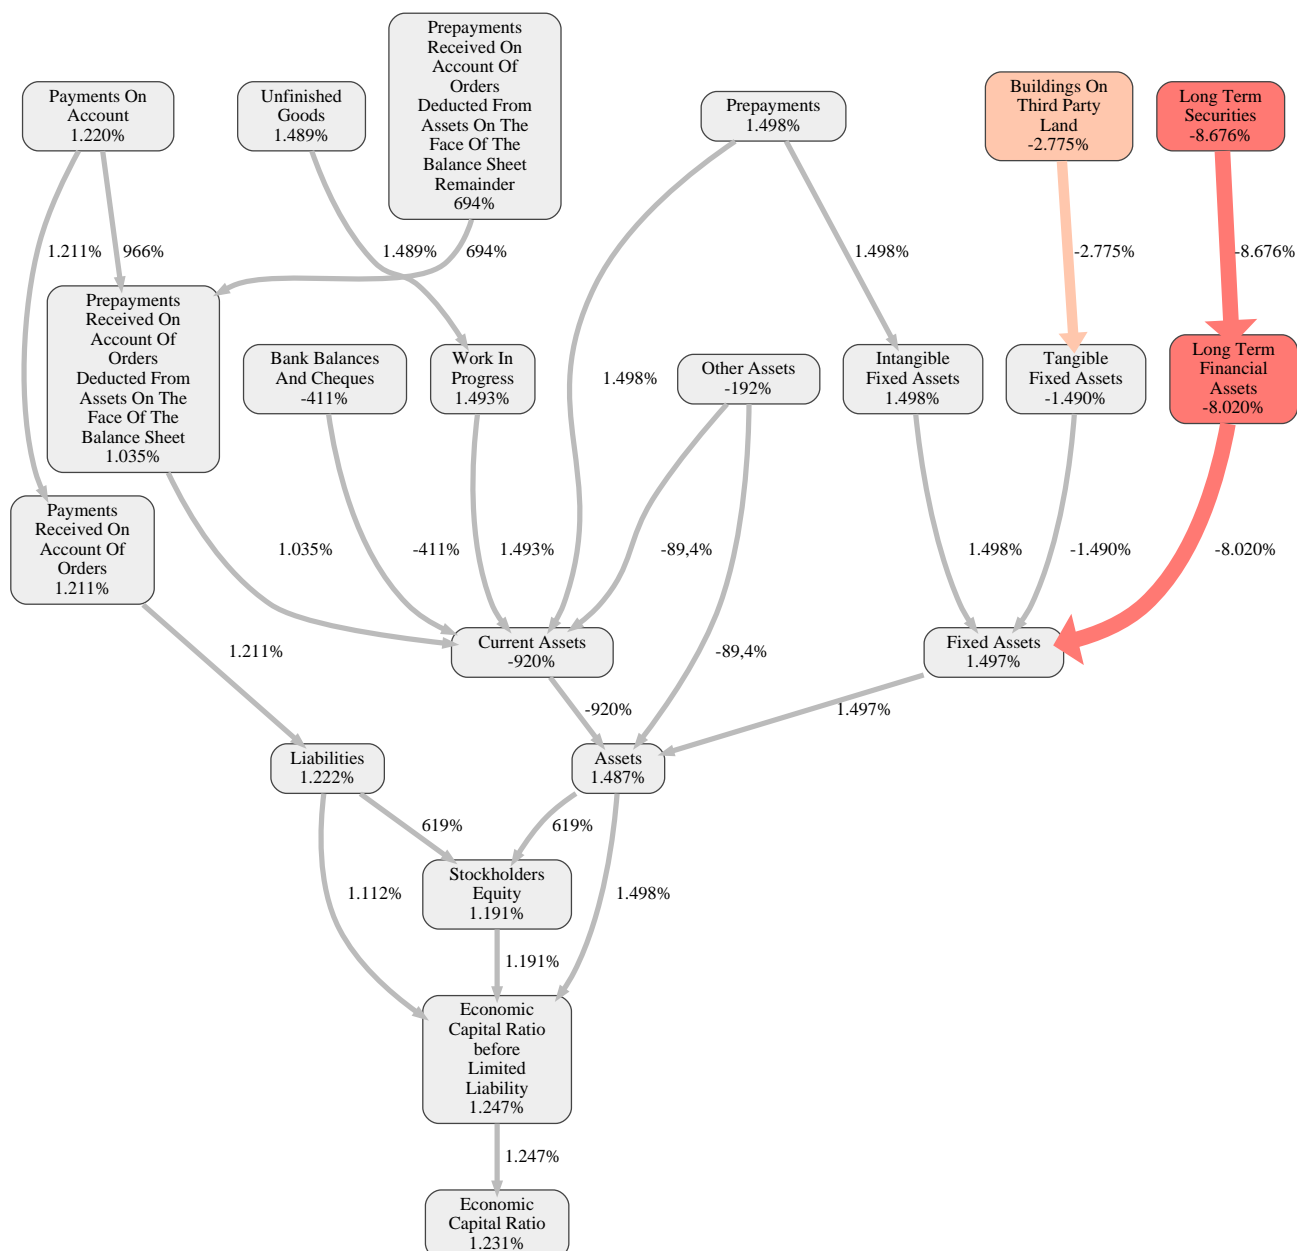 Prepayments
Received On
Account Of
Orders
Deducted From
Assets On The
Face Of The
Balance Sheet
Remainder
694%
Payments On
Account
1.220%
Unfinished
Goods
1.489%
Prepayments
1.498%
Buildings On
Third Party
Land
-2.775%
Long Term
Securities
-8.676%
1.211%
966%
1.489%
694%
1.498%
-2.775%
-8.676%
Prepayments
Received On
Account Of
Orders
Deducted From
Assets On The
Face Of The
Balance Sheet
1.035%
Bank Balances
And Cheques
-411%
Work In
Progress
1.493%
1.498%
Other Assets
-192%
Intangible
Fixed Assets
1.498%
Tangible
Fixed Assets
-1.490%
Long Term
Financial
Assets
-8.020%
Payments
Received On
Account Of
Orders
1.211%
1.035%
-411%
1.493%
-89,4%
1.498%
-1.490%
-8.020%
1.211%
Current Assets
-920%
-89,4%
Fixed Assets
1.497%
-920%
1.497%
Liabilities
1.222%
Assets
1.487%
619%
619%
1.112%
Stockholders
Equity
1.191%
1.498%
1.191%
Economic
Capital Ratio
before
Limited
Liability
1.247%
1.247%
Economic
Capital Ratio
1.231%